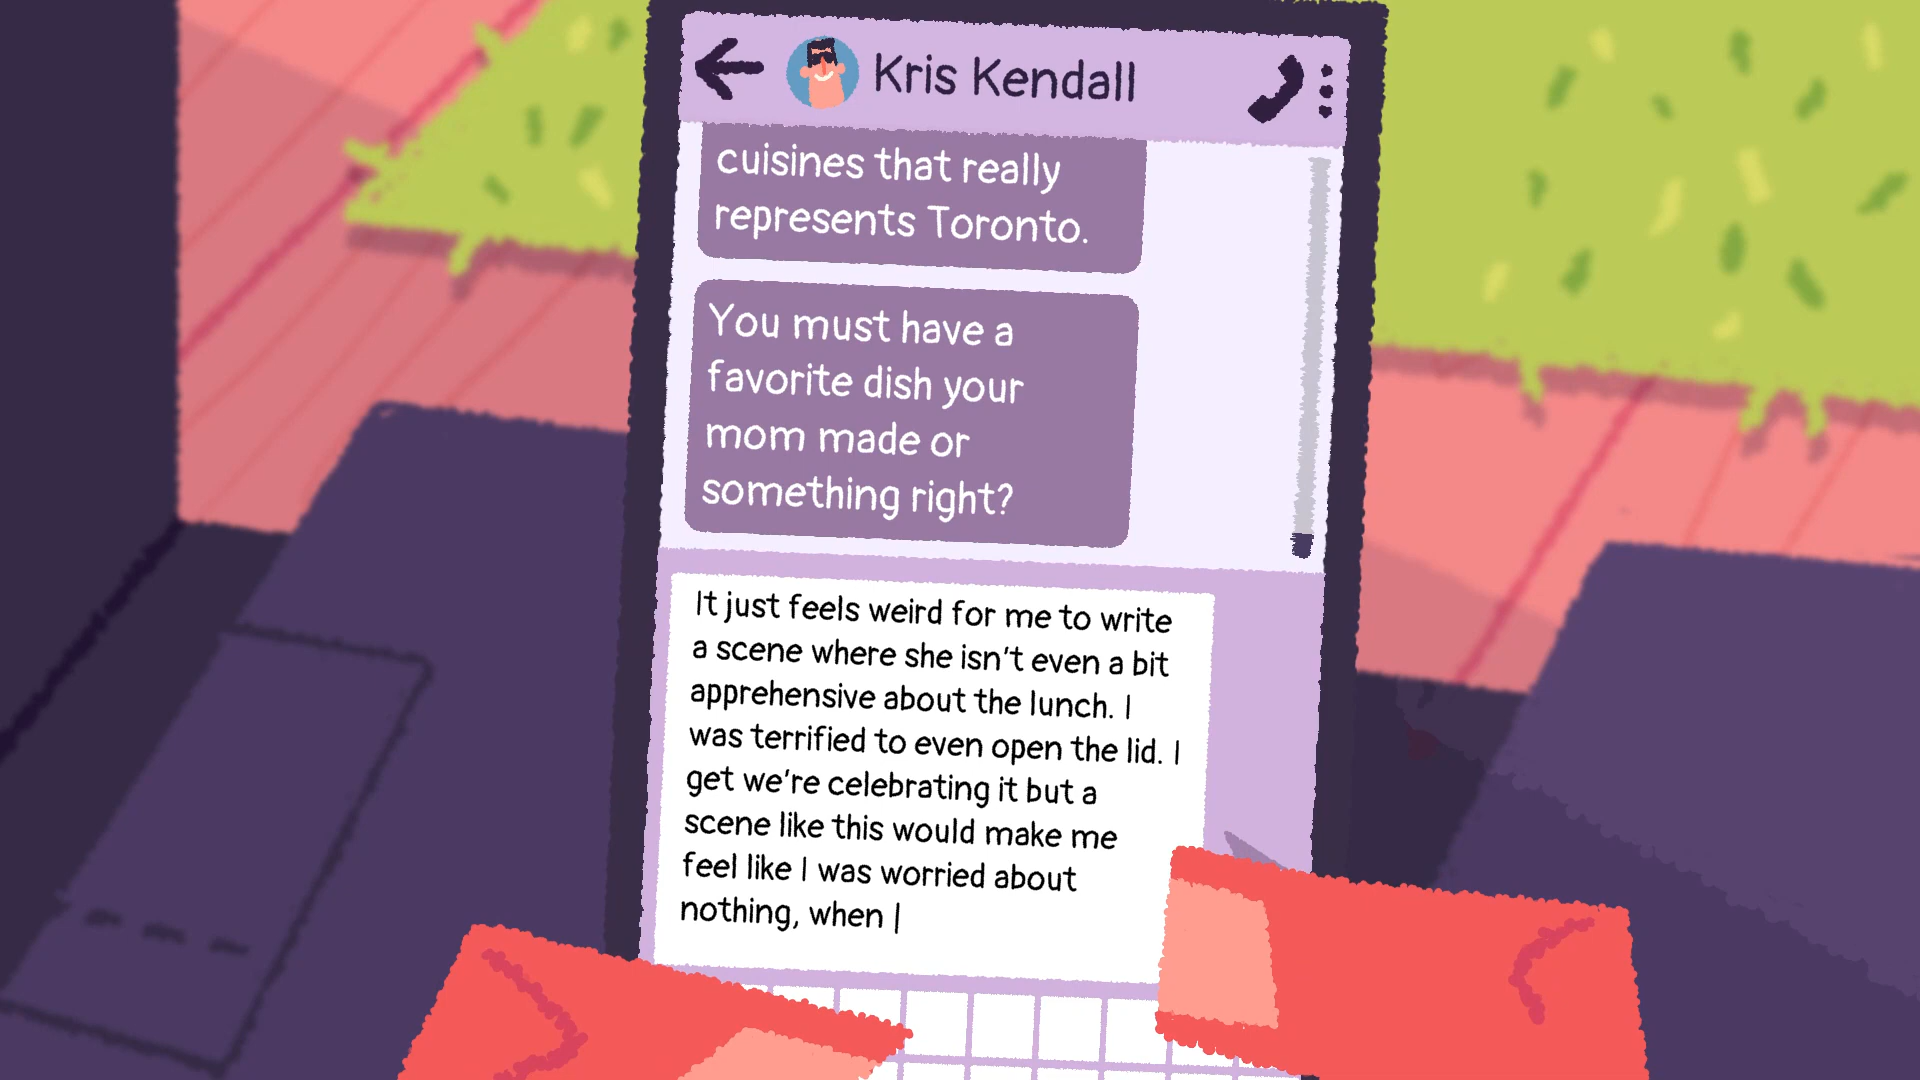 Kris Kendall
cuisines that really
represents Toronto.
You must have a
favorite dish your
mom made or
something right?
It just feels weird for me to write
a scene where she isn't even a bit
apprehensive about the lunch. I
was terrified to even open the lid. I
get we're celebrating it but a
scene like this would make me
feel like I was worried about
nothing, when